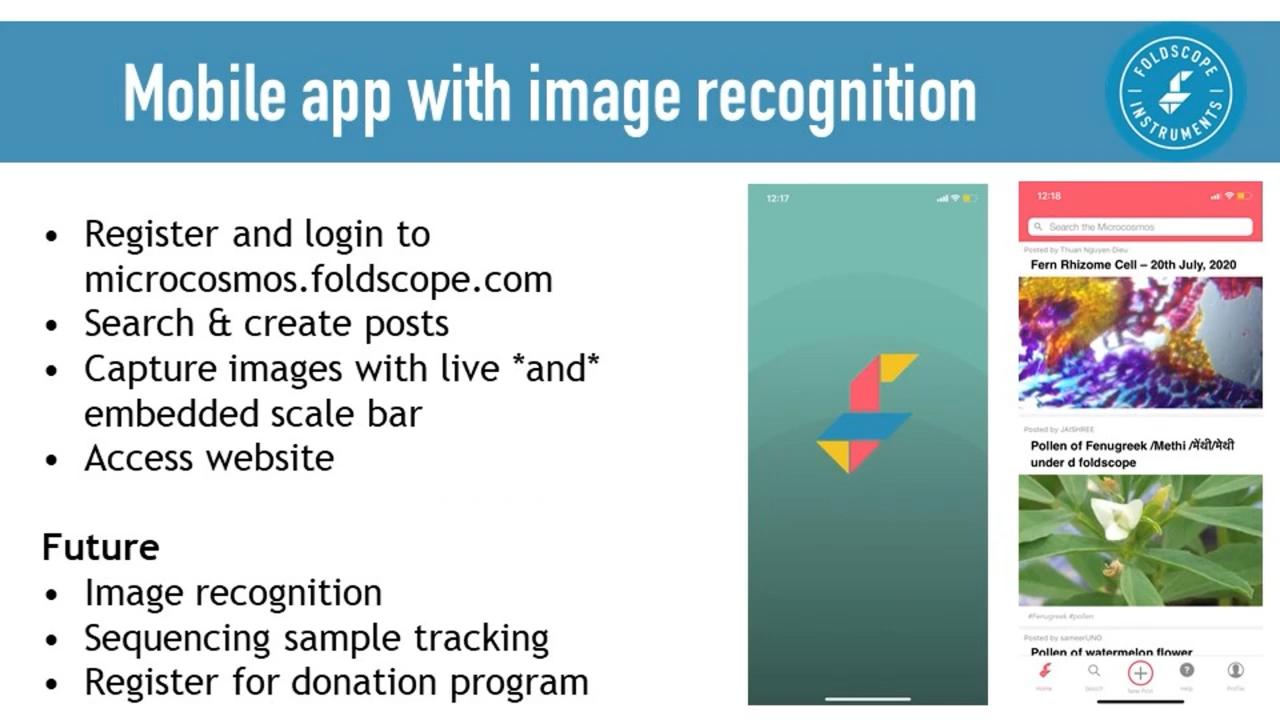 Mobile app with image recognition
FOLDSCOPE
INSTRUMENTS
• Register and login to
microcosmos.foldscope.com
• Search & create posts
• Capture images with live *and*
embedded scale bar
• Access website
Future
• Image recognition
• Sequencing sample tracking
• Register for donation program
12:17
12:18
Search the Microcosmos
Posted by Thuan Nguyen Dieu
Fern Rhizome Cell – 20th July, 2020
Posted by JAISHREE
Pollen of Fenugreek /Methi /मेंथी/मेथी
under d foldscope
#Fenugreek #pollen
Posted by sameerUNO
Pollen of watermelon flower
Home
Search
New Post
Help
Profile